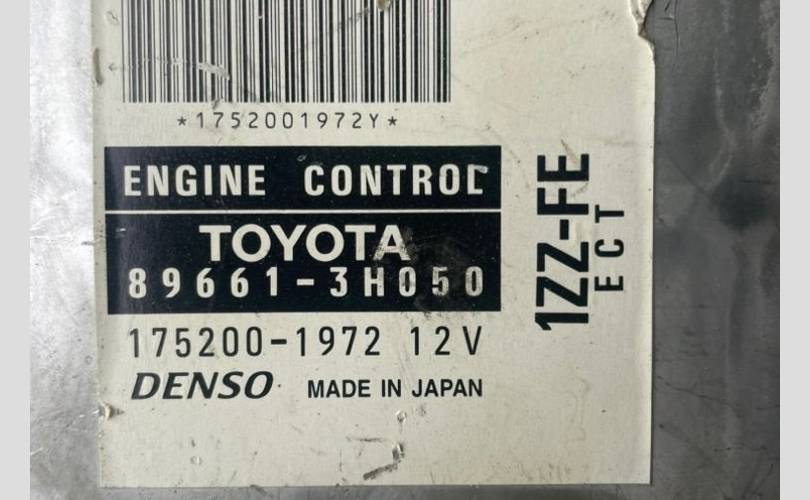 *1752001972Y*
ENGINE CONTROL
TOYOTA
89661-3H050
175200-1972 12V
DENSO MADE IN JAPAN
1ZZ-FE
ECT